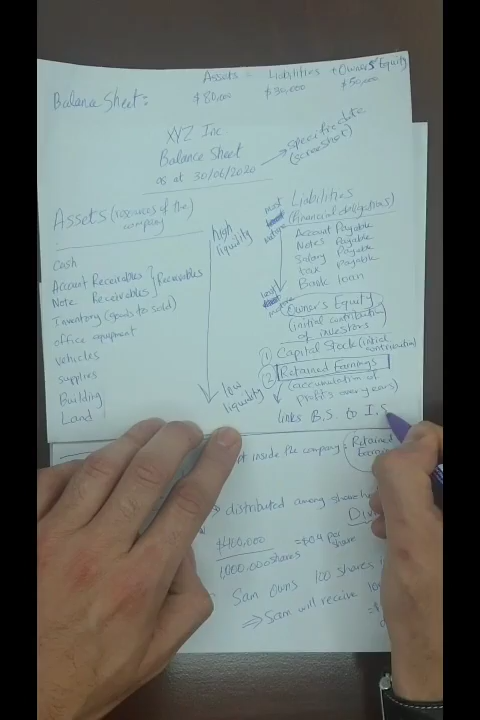 Assets = Liabilities + Owner's Equity
Balance Sheet:
$80,000 $30,000 $50,000
XYZ Inc
Balance Sheet
as at 30/06/2020
specific date
(screenshot)
Assets (resources of the
company)
Cash
Account Receivables
Note Receivables
Receivables
Inventory (goods to sold)
office equipment
vehicles
supplies
Building
Land
high
liquidity
low
liquidity
most
mature
Liabilities
(financial obligations)
Account Payable
Notes Payable
Salary Payable
tax Payable
Bank loan
least
mature
Owner's Equity
(initial contribution
of investors
1 Capital Stock (initial
contribution)
2 Retained Earnings
(accumulation of
profits over years)
links B.S. to I.S
inside the company = Retained
distributed among
$400,000
1,000,000 shares
= $0.4 per
share
Sam owns 100 shares
⇒ Sam will receive